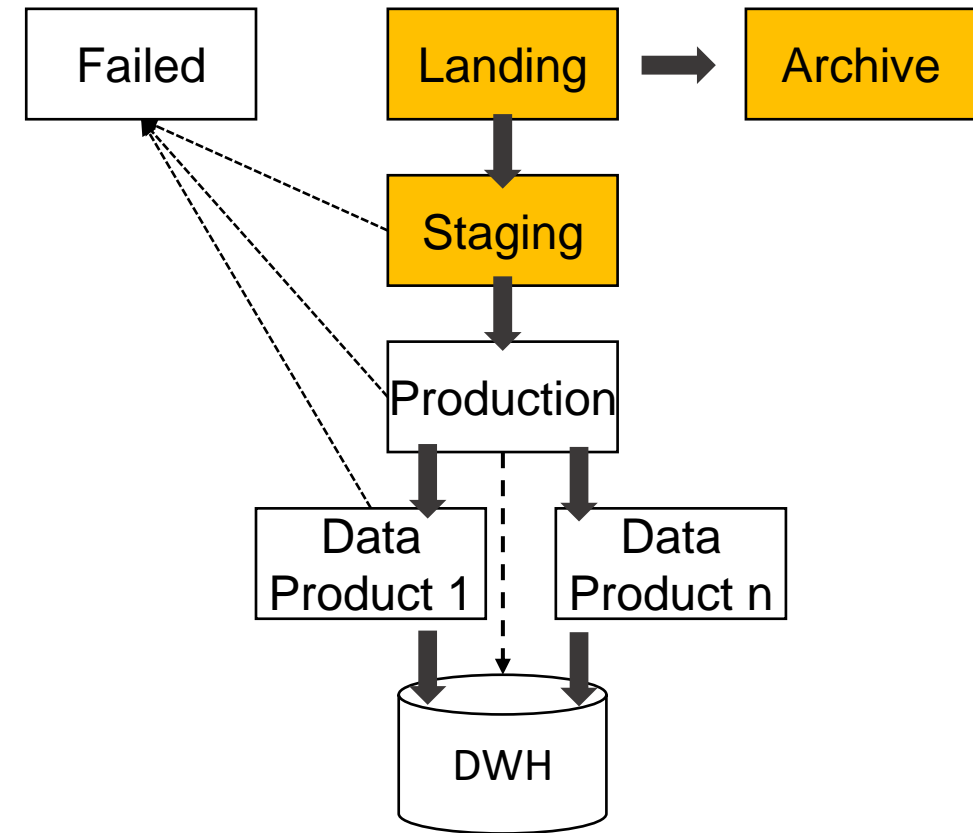 Failed
Landing
Archive
Staging
Production
Data
Product 1
Data
Product n
DWH